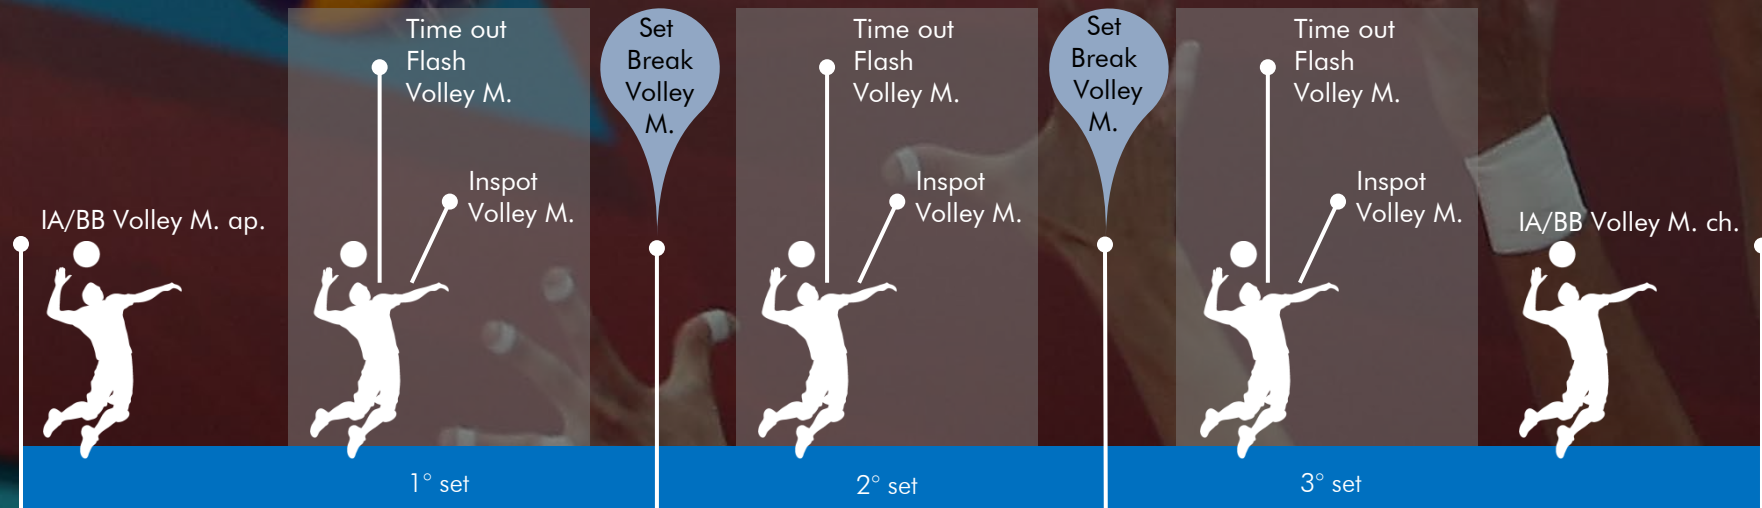 IA/BB Volley M. ap.
Time out
Flash
Volley M.
Inspot
Volley M.
1° set
Set
Break
Volley
M.
Time out
Flash
Volley M.
Inspot
Volley M.
2° set
Set
Break
Volley
M.
Time out
Flash
Volley M.
Inspot
Volley M.
3° set
IA/BB Volley M. ch.